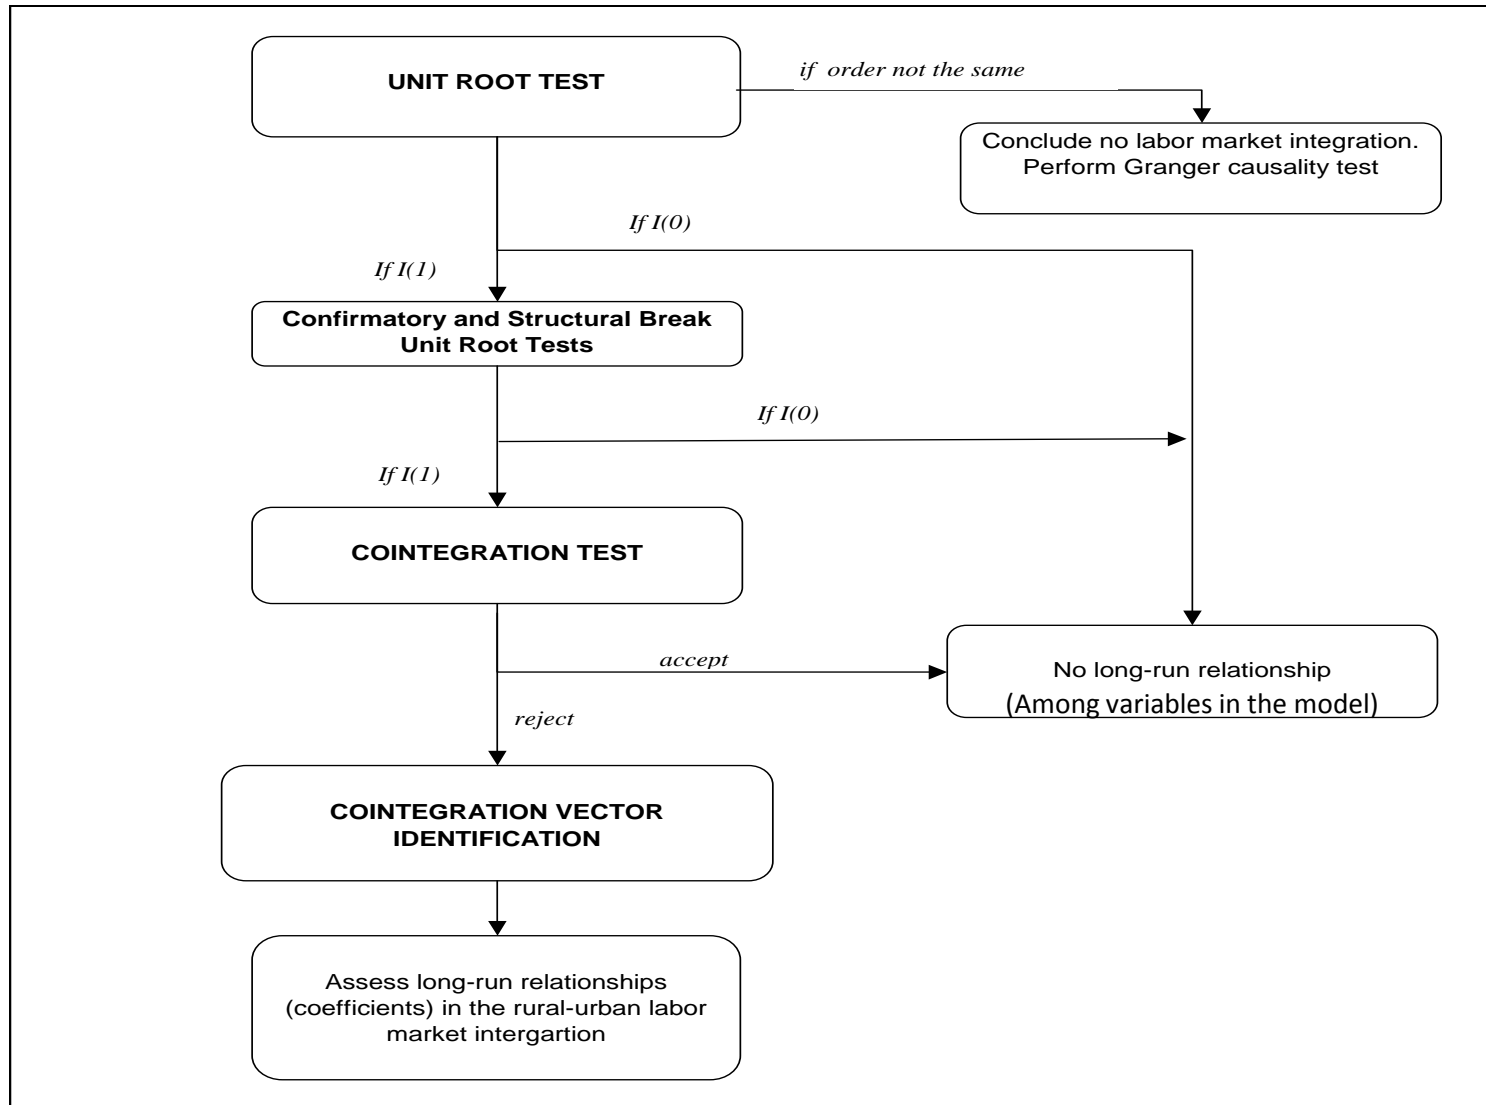 UNIT ROOT TEST
if order not the same
Conclude no labor market integration.
Perform Granger causality test
If I(0)
If I(1)
Confirmatory and Structural Break
Unit Root Tests
If I(0)
If I(1)
COINTEGRATION TEST
accept
No long-run relationship
(Among variables in the model)
reject
COINTEGRATION VECTOR
IDENTIFICATION
Assess long-run relationships
(coefficients) in the rural-urban labor
market intergartion